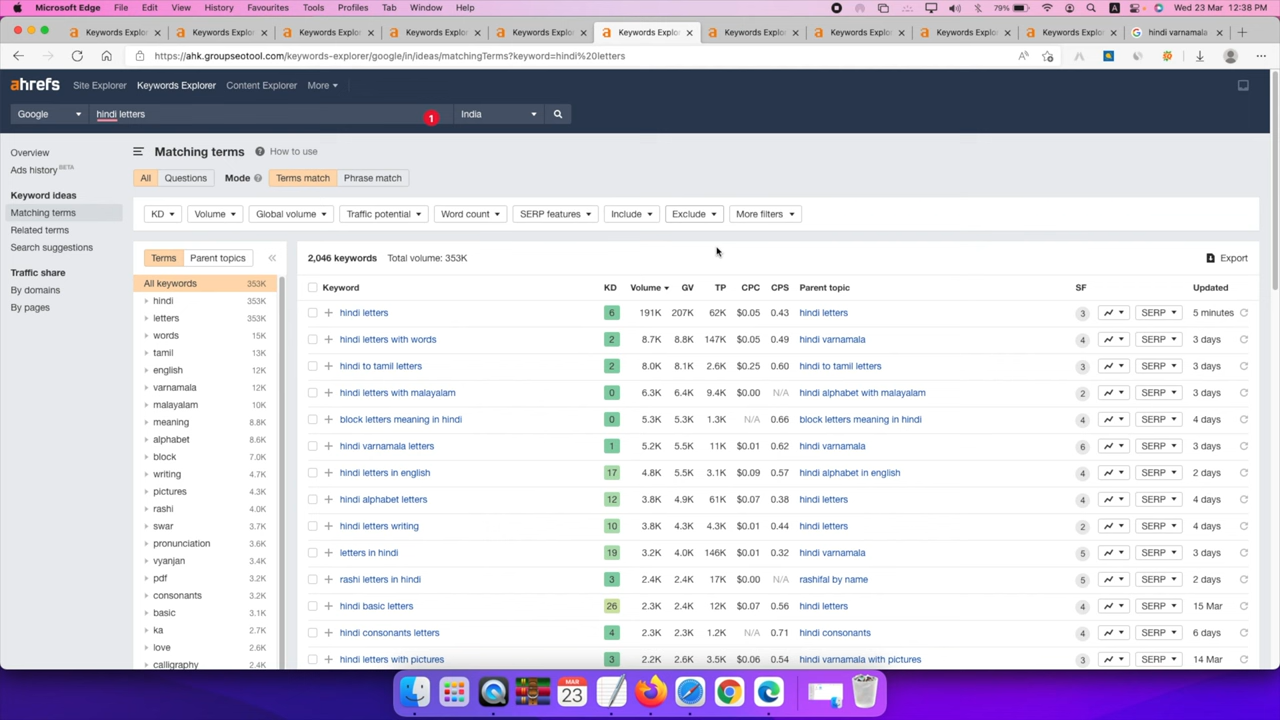 Microsoft Edge File Edit View History Favourites Tools Profiles Tab Window Help 79% Wed 23 Mar 12:38 PM
Keywords Explor Keywords Explor Keywords Explor Keywords Explor Keywords Explor Keywords Explor Keywords Explor Keywords Explor Keywords Explor Keywords Explor hindi varnamala
https://ahk.groupseotool.com/keywords-explorer/google/in/ideas/matchingTerms?keyword=hindi%20letters
ahrefs Site Explorer Keywords Explorer Content Explorer More
Google hindi letters 1 India
Overview
Ads history BETA
Keyword ideas
Matching terms
Related terms
Search suggestions
Traffic share
By domains
By pages
Matching terms How to use
All Questions Mode Terms match Phrase match
KD Volume Global volume Traffic potential Word count SERP features Include Exclude More filters
Terms Parent topics
All keywords 353K
hindi 353K
letters 353K
words 15K
tamil 13K
english 12K
varnamala 12K
malayalam 10K
meaning 8.8K
alphabet 8.6K
block 7.0K
writing 4.7K
pictures 4.3K
rashi 4.0K
swar 3.6K
pronunciation 3.6K
vyanjan 3.4K
pdf 3.2K
consonants 3.2K
basic 3.1K
ka 2.7K
love 2.6K
calligraphy 2.5K
2,046 keywords Total volume: 353K Export
Keyword KD Volume GV TP CPC CPS Parent topic SF Updated
hindi letters 6 191K 207K 62K $0.05 0.43 hindi letters 3 SERP 5 minutes
hindi letters with words 2 8.7K 8.8K 147K $0.05 0.49 hindi varnamala 4 SERP 3 days
hindi to tamil letters 2 8.0K 8.1K 2.6K $0.25 0.60 hindi to tamil letters 3 SERP 3 days
hindi letters with malayalam 0 6.3K 6.4K 9.4K $0.00 N/A hindi alphabet with malayalam 2 SERP 3 days
block letters meaning in hindi 0 5.3K 5.3K 1.3K N/A 0.66 block letters meaning in hindi 4 SERP 4 days
hindi varnamala letters 1 5.2K 5.5K 11K $0.01 0.62 hindi varnamala 6 SERP 3 days
hindi letters in english 17 4.8K 5.5K 3.1K $0.09 0.57 hindi alphabet in english 4 SERP 2 days
hindi alphabet letters 12 3.8K 4.9K 61K $0.07 0.38 hindi letters 4 SERP 4 days
hindi letters writing 10 3.8K 4.3K 4.3K $0.01 0.44 hindi letters 2 SERP 4 days
letters in hindi 19 3.2K 4.0K 146K $0.01 0.32 hindi varnamala 5 SERP 3 days
rashi letters in hindi 3 2.4K 2.4K 17K $0.00 N/A rashifal by name 5 SERP 2 days
hindi basic letters 26 2.3K 2.4K 12K $0.07 0.56 hindi letters 4 SERP 15 Mar
hindi consonants letters 4 2.3K 2.3K 1.2K N/A 0.71 hindi consonants 4 SERP 6 days
hindi letters with pictures 3 2.2K 2.6K 3.5K $0.06 0.54 hindi varnamala with pictures 3 SERP 14 Mar
MAR
23